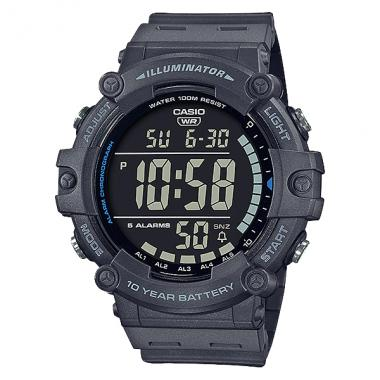 ILLUMINATOR
ADJUST
LIGHT
WATER 100M RESIST
CASIO
WR
SU 6-30
ALARM CHRONOGRAPH
P 10:58
5 ALARMS 50 SNZ
AL1 AL2 AL3 AL4 AL5
MODE
START
10 YEAR BATTERY